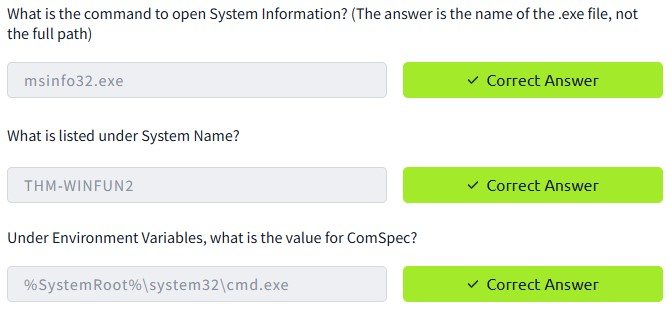 What is the command to open System Information? (The answer is the name of the .exe file, not
the full path)
msinfo32.exe
Correct Answer
What is listed under System Name?
THM-WINFUN2
Correct Answer
Under Environment Variables, what is the value for ComSpec?
%SystemRoot%\system32\cmd.exe
Correct Answer